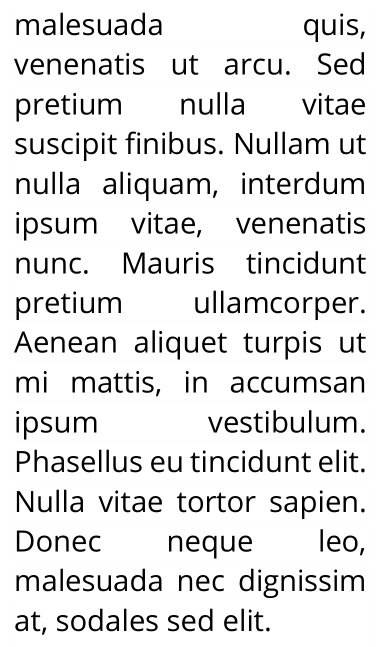 malesuada quis,
venenatis ut arcu. Sed
pretium nulla vitae
suscipit finibus. Nullam ut
nulla aliquam, interdum
ipsum vitae, venenatis
nunc. Mauris tincidunt
pretium ullamcorper.
Aenean aliquet turpis ut
mi mattis, in accumsan
ipsum vestibulum.
Phasellus eu tincidunt elit.
Nulla vitae tortor sapien.
Donec neque leo,
malesuada nec dignissim
at, sodales sed elit.